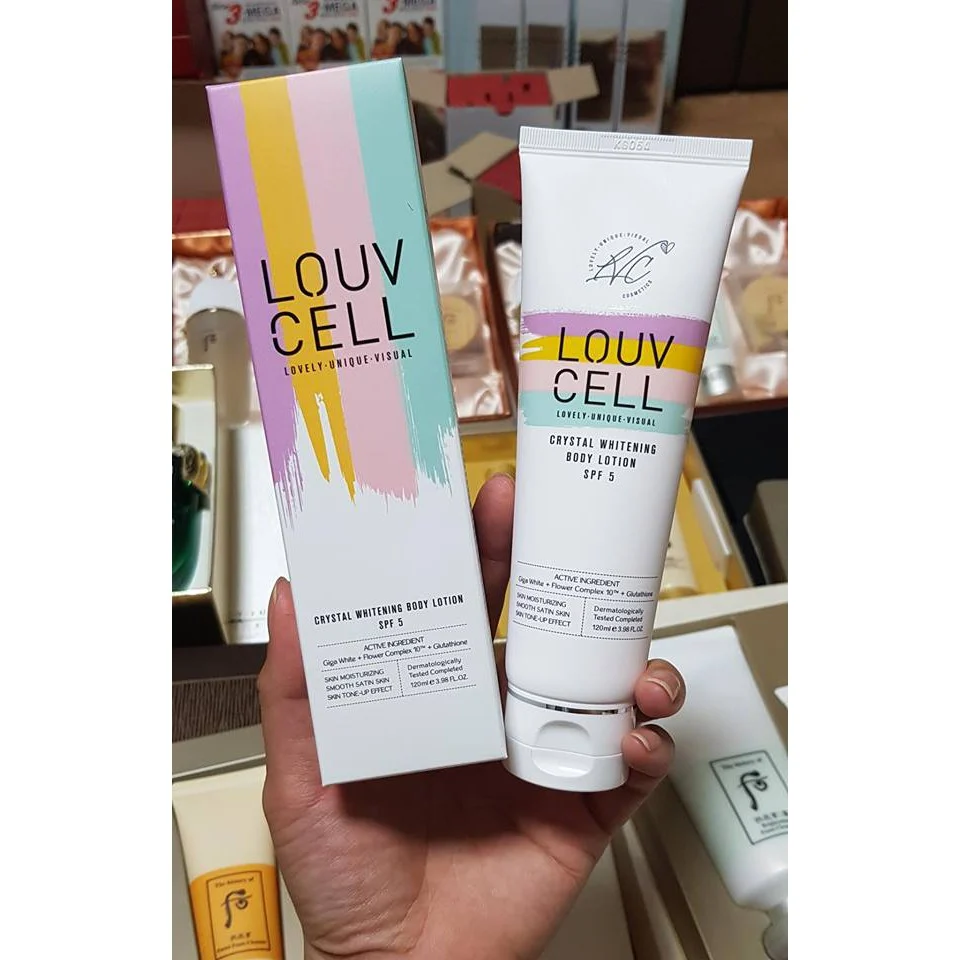 LOUV
CELL
LOVELY·UNIQUE·VISUAL
CRYSTAL WHITENING BODY LOTION
SPF 5
ACTIVE INGREDIENT
Giga White + Flower Complex 10™ + Glutathione
SKIN MOISTURIZING
SMOOTH SATIN SKIN
SKIN TONE-UP EFFECT
Dermatologically
Tested Completed
120ml ℮ 3.98 FL.OZ.
KS054
LOVELY·UNIQUE·VISUAL
LVC
COSMETICS
LOUV
CELL
LOVELY·UNIQUE·VISUAL
CRYSTAL WHITENING
BODY LOTION
SPF 5
ACTIVE INGREDIENT
Giga White + Flower Complex 10™ + Glutathione
SKIN MOISTURIZING
SMOOTH SATIN SKIN
SKIN TONE-UP EFFECT
Dermatologically
Tested Completed
120ml ℮ 3.98 FL.OZ.
The history of
The history of